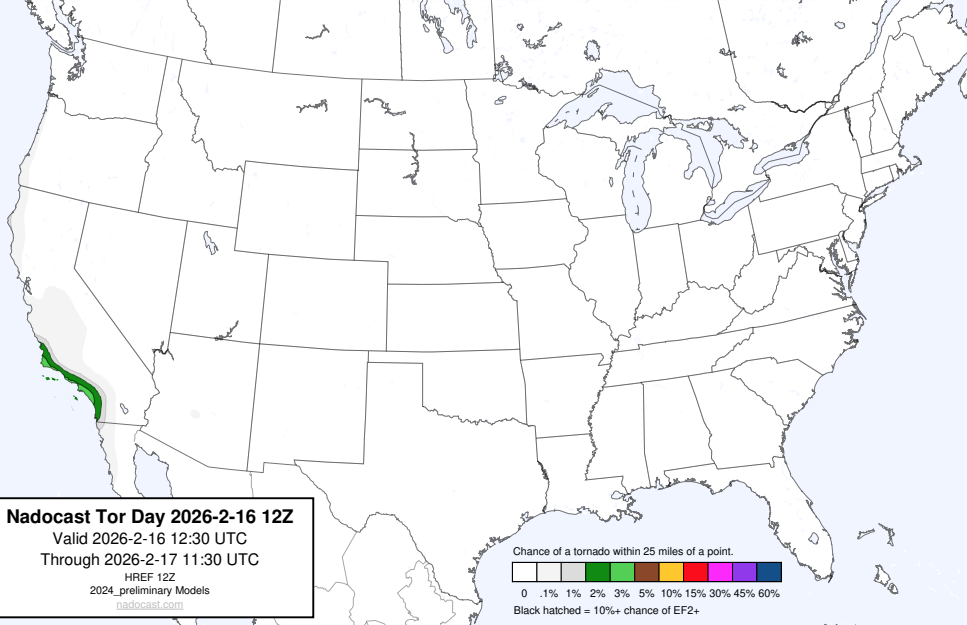 Nadocast Tor Day 2026-2-16 12Z
Valid 2026-2-16 12:30 UTC
Through 2026-2-17 11:30 UTC
HREF 12Z
2024_preliminary Models
nadocast.com
Chance of a tornado within 25 miles of a point.
0 .1% 1% 2% 3% 5% 10% 15% 30% 45% 60%
Black hatched = 10%+ chance of EF2+